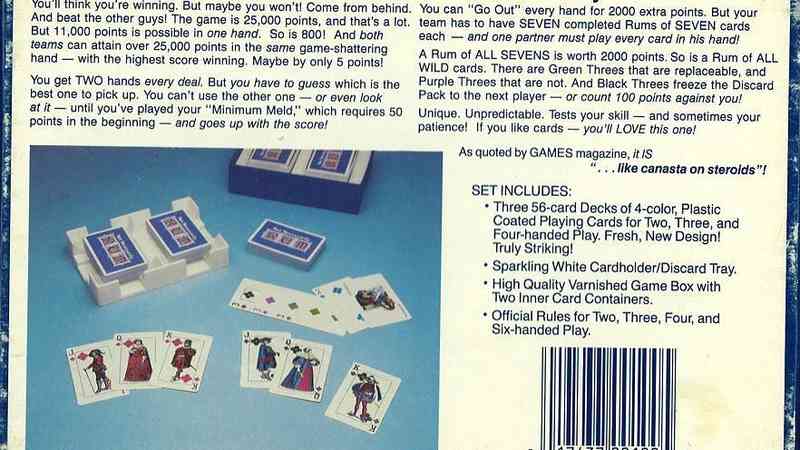 You'll think you're winning. But maybe you won't! Come from behind.
And beat the other guys! The game is 25,000 points, and that's a lot.
But 11,000 points is possible in one hand. So is 800! And both
teams can attain over 25,000 points in the same game-shattering
hand — with the highest score winning. Maybe by only 5 points!
You get TWO hands every deal. But you have to guess which is the
best one to pick up. You can't use the other one — or even look
at it — until you've played your "Minimum Meld," which requires 50
points in the beginning — and goes up with the score!
You can "Go Out" every hand for 2000 extra points. But your
team has to have SEVEN completed Rums of SEVEN cards
each — and one partner must play every card in his hand!
A Rum of ALL SEVENS is worth 2000 points. So is a Rum of ALL
WILD cards. There are Green Threes that are replaceable, and
Purple Threes that are not. And Black Threes freeze the Discard
Pack to the next player — or count 100 points against you!
Unique. Unpredictable. Tests your skill — and sometimes your
patience! If you like cards — you'll LOVE this one!
As quoted by GAMES magazine, it IS
"...like canasta on steroids"!
SET INCLUDES:
• Three 56-card Decks of 4-color, Plastic
Coated Playing Cards for Two, Three, and
Four-handed Play. Fresh, New Design!
Truly Striking!
• Sparkling White Cardholder/Discard Tray.
• High Quality Varnished Game Box with
Two Inner Card Containers.
• Official Rules for Two, Three, Four, and
Six-handed Play.
J
Q
K
J
Q
K